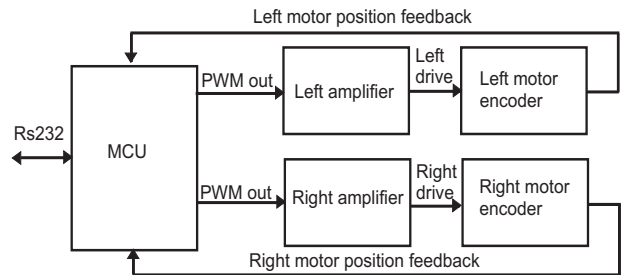 Left motor position feedback
Left
drive
PWM out
Left amplifier
Left motor
encoder
Rs232
MCU
Right
drive
PWM out
Right amplifier
Right motor
encoder
Right motor position feedback